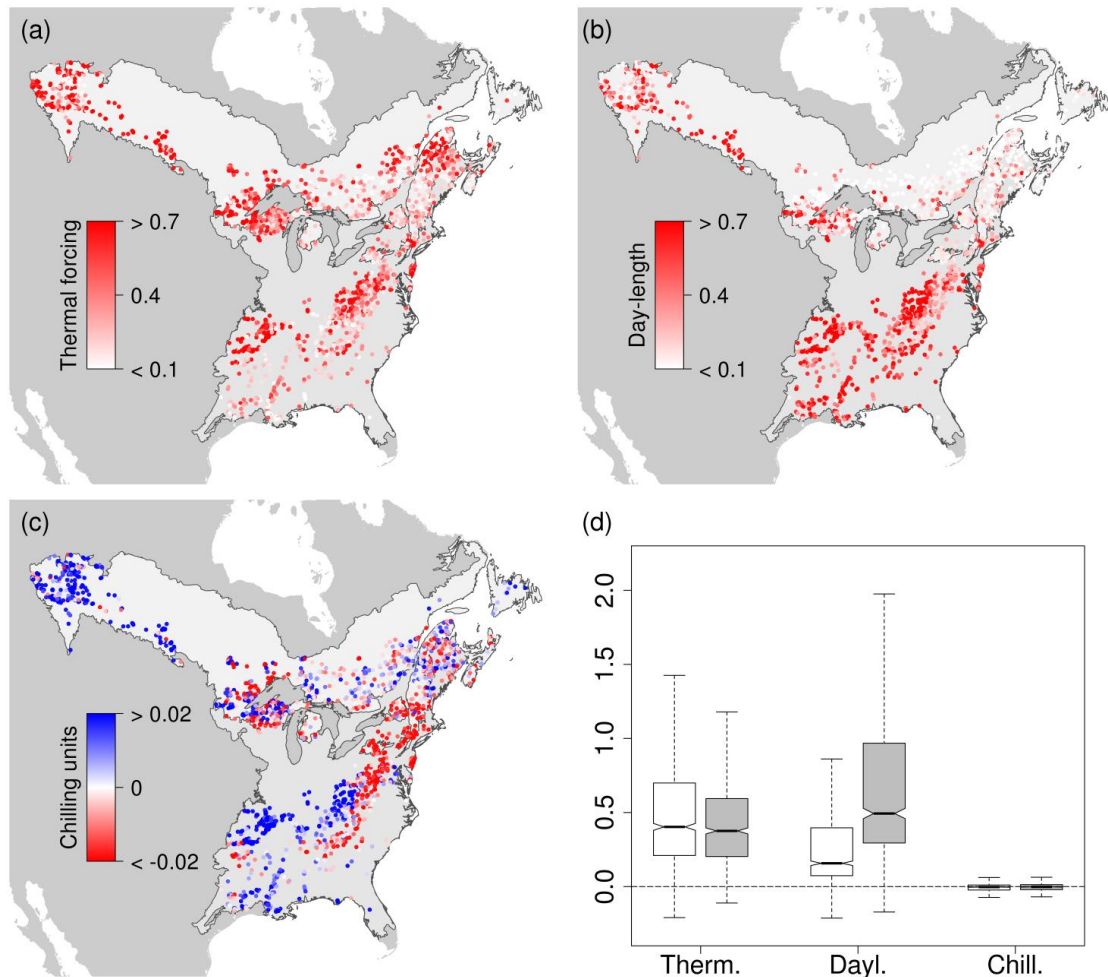 (a)
Thermal forcing
> 0.7
0.4
< 0.1
(b)
Day-length
> 0.7
0.4
< 0.1
(c)
Chilling units
> 0.02
0
< -0.02
(d)
2.0
1.5
1.0
0.5
0.0
Therm.
Dayl.
Chill.